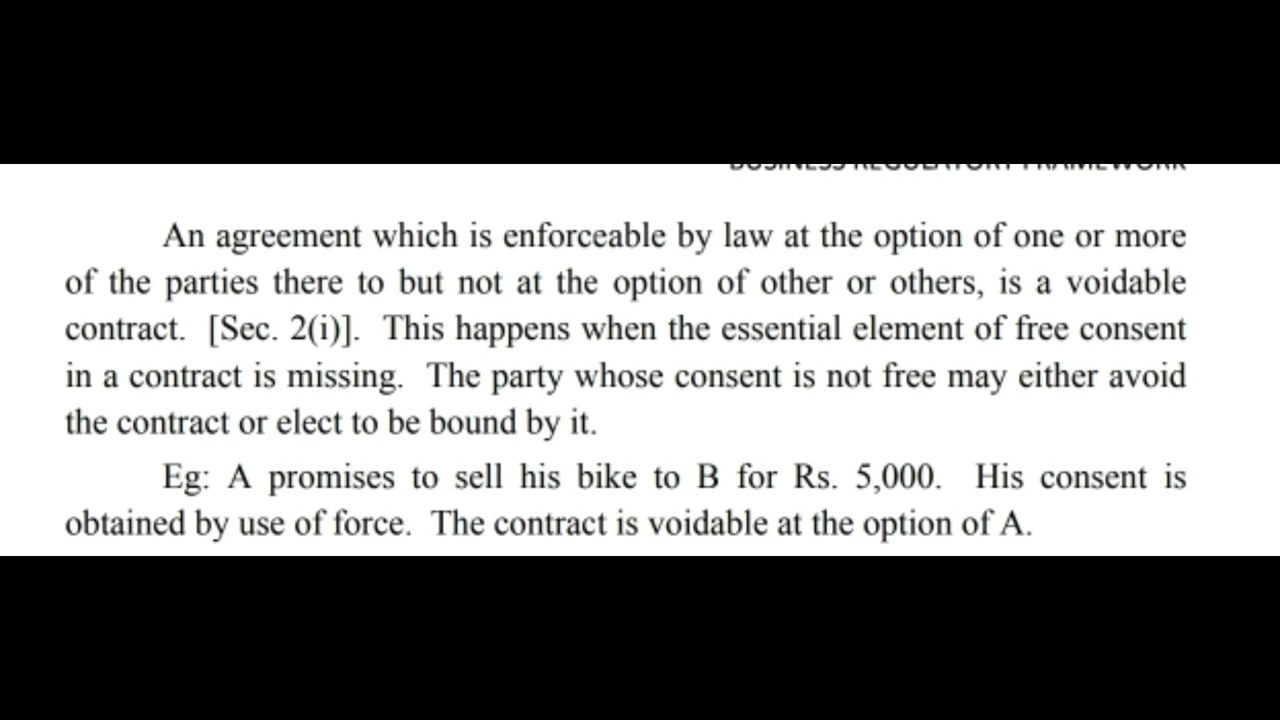 BUSINESS REGULATORY FRAMEWORK
An agreement which is enforceable by law at the option of one or more
of the parties there to but not at the option of other or others, is a voidable
contract. [Sec. 2(i)]. This happens when the essential element of free consent
in a contract is missing. The party whose consent is not free may either avoid
the contract or elect to be bound by it.
Eg: A promises to sell his bike to B for Rs. 5,000. His consent is
obtained by use of force. The contract is voidable at the option of A.